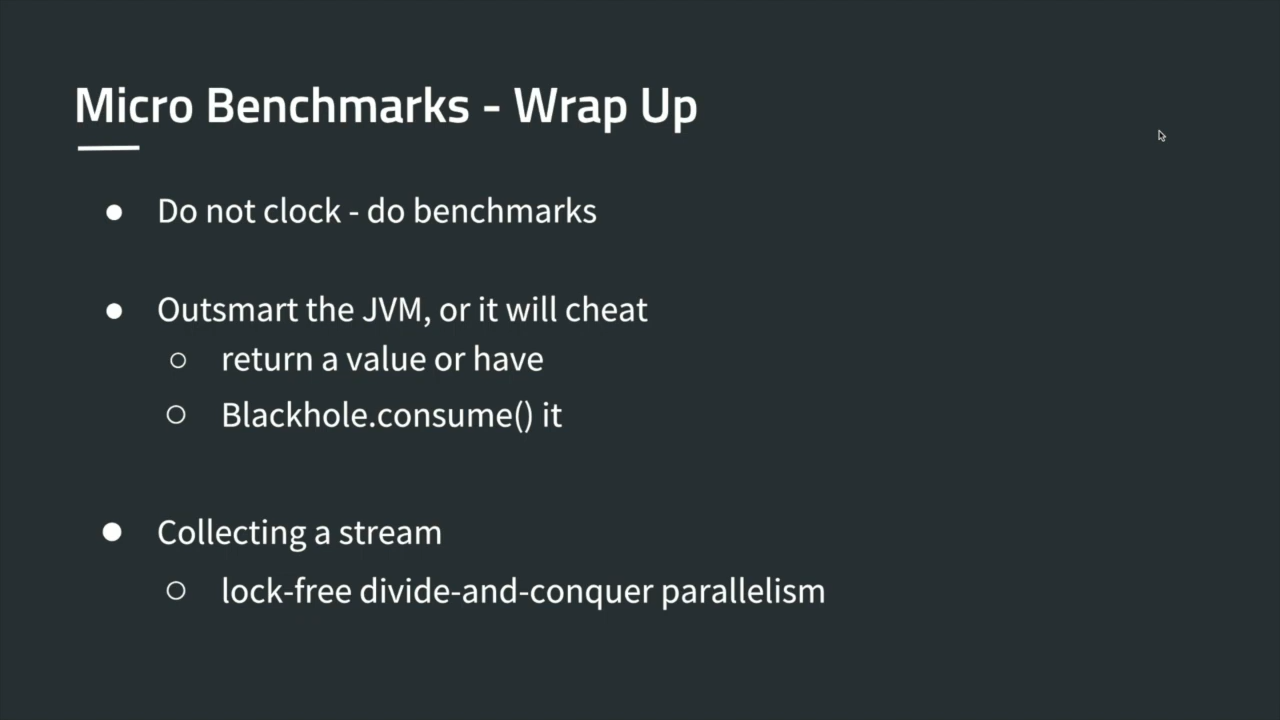 Micro Benchmarks - Wrap Up
Do not clock - do benchmarks
Outsmart the JVM, or it will cheat
return a value or have
Blackhole.consume() it
Collecting a stream
lock-free divide-and-conquer parallelism